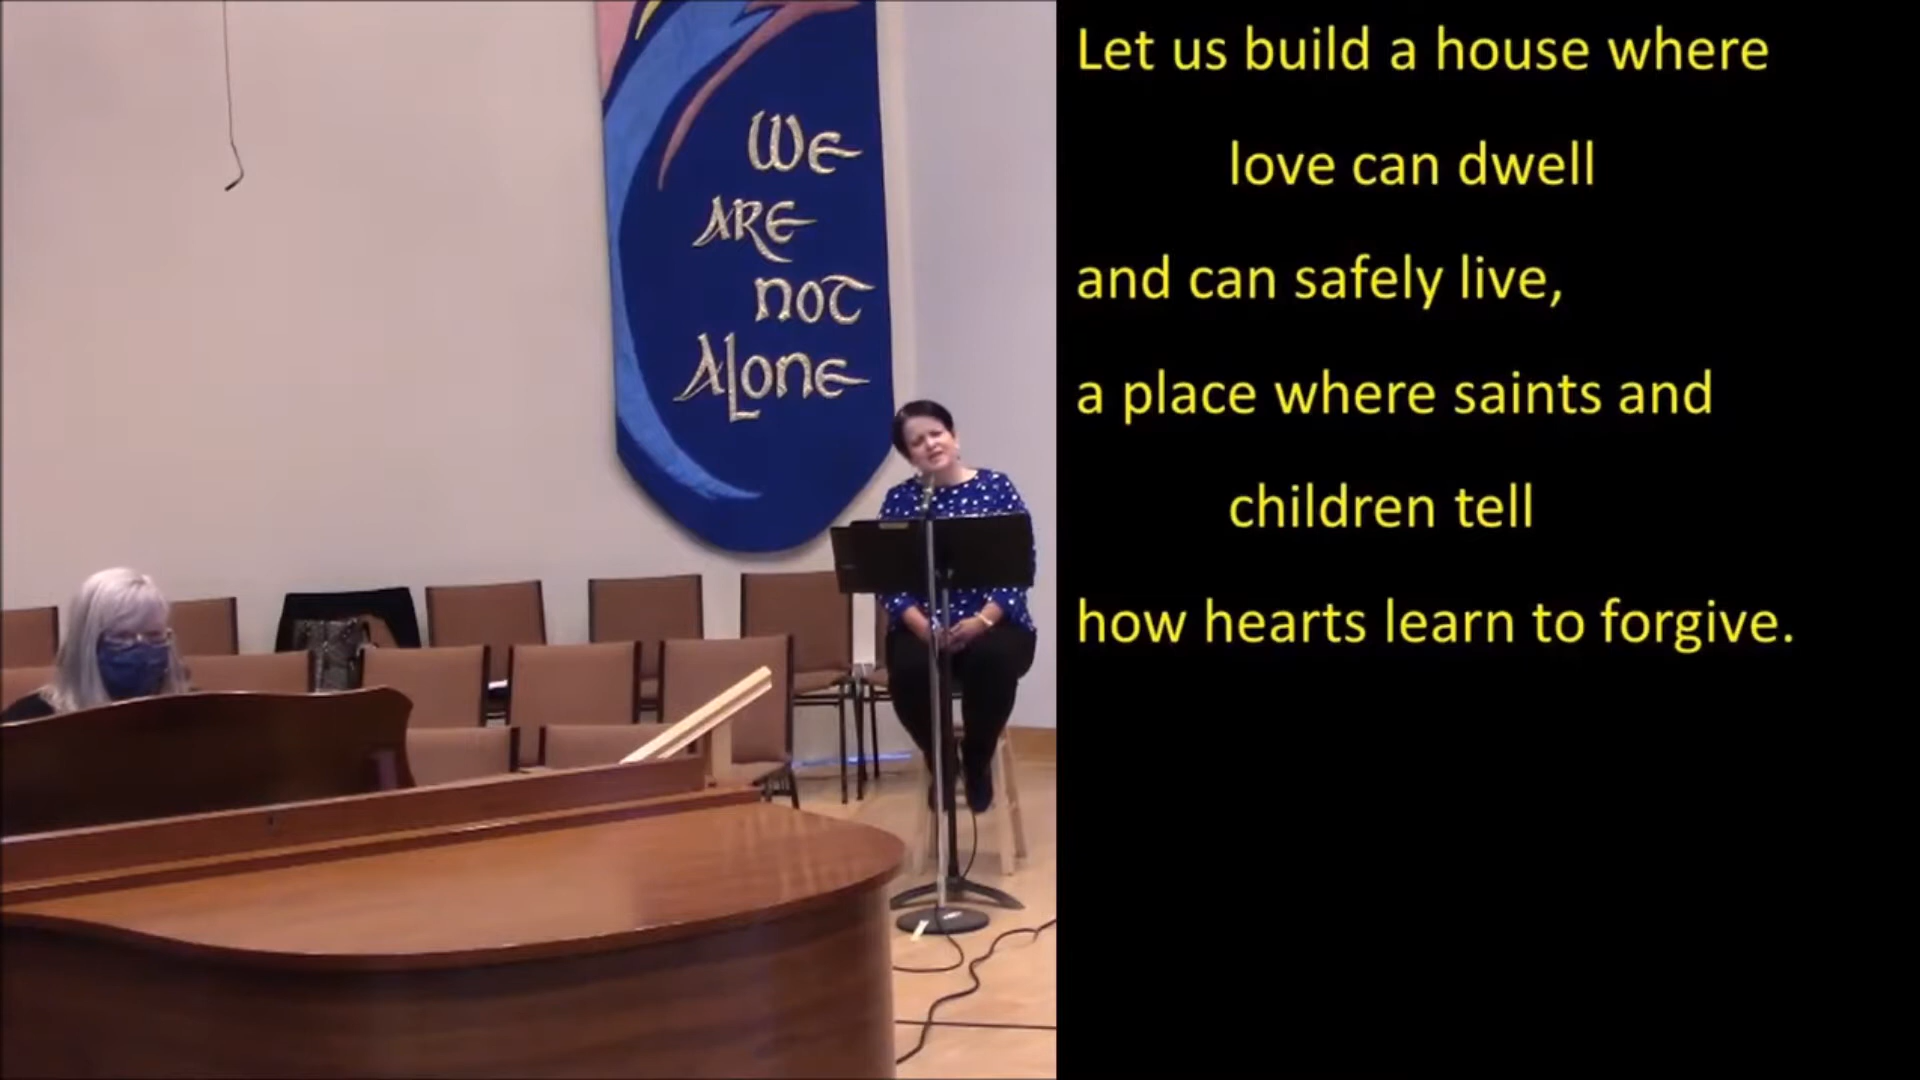 We
are
not
Alone
Let us build a house where
love can dwell
and can safely live,
a place where saints and
children tell
how hearts learn to forgive.